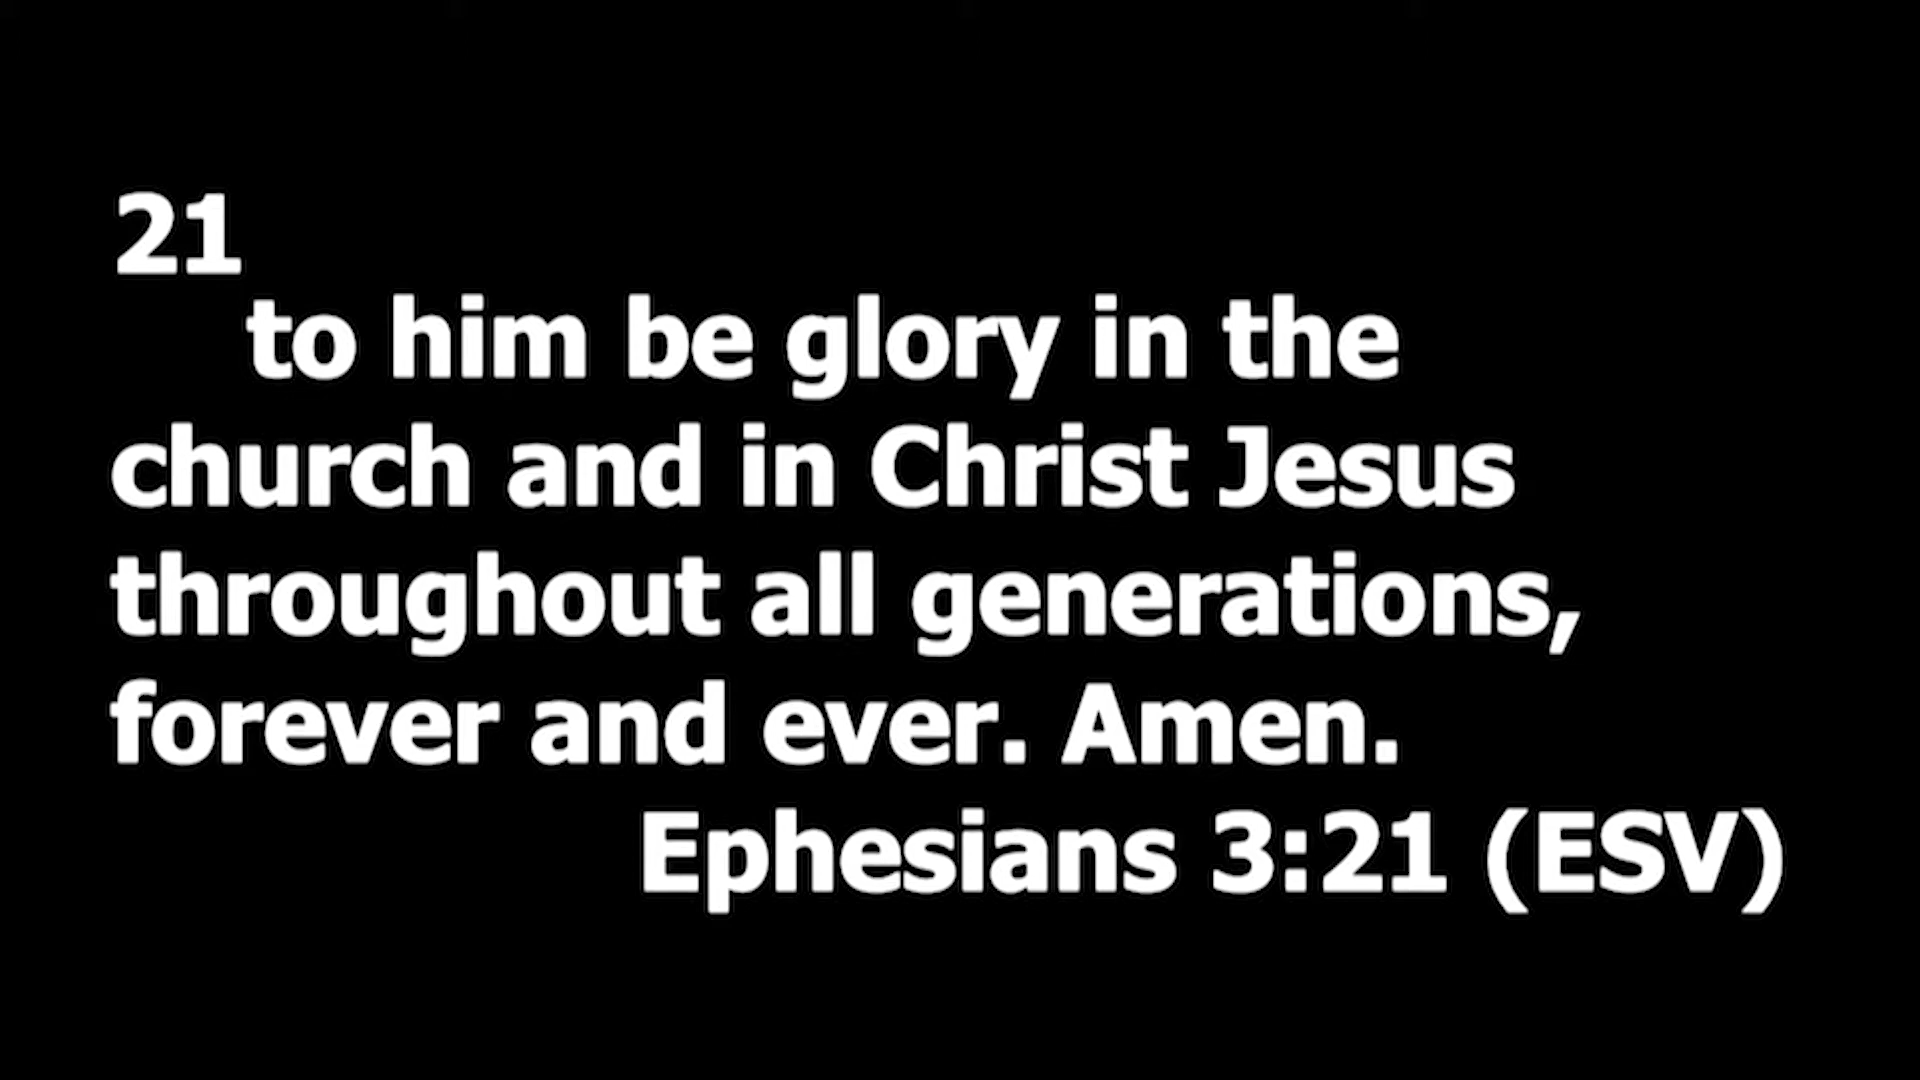 21
to him be glory in the
church and in Christ Jesus
throughout all generations,
forever and ever. Amen.
Ephesians 3:21 (ESV)